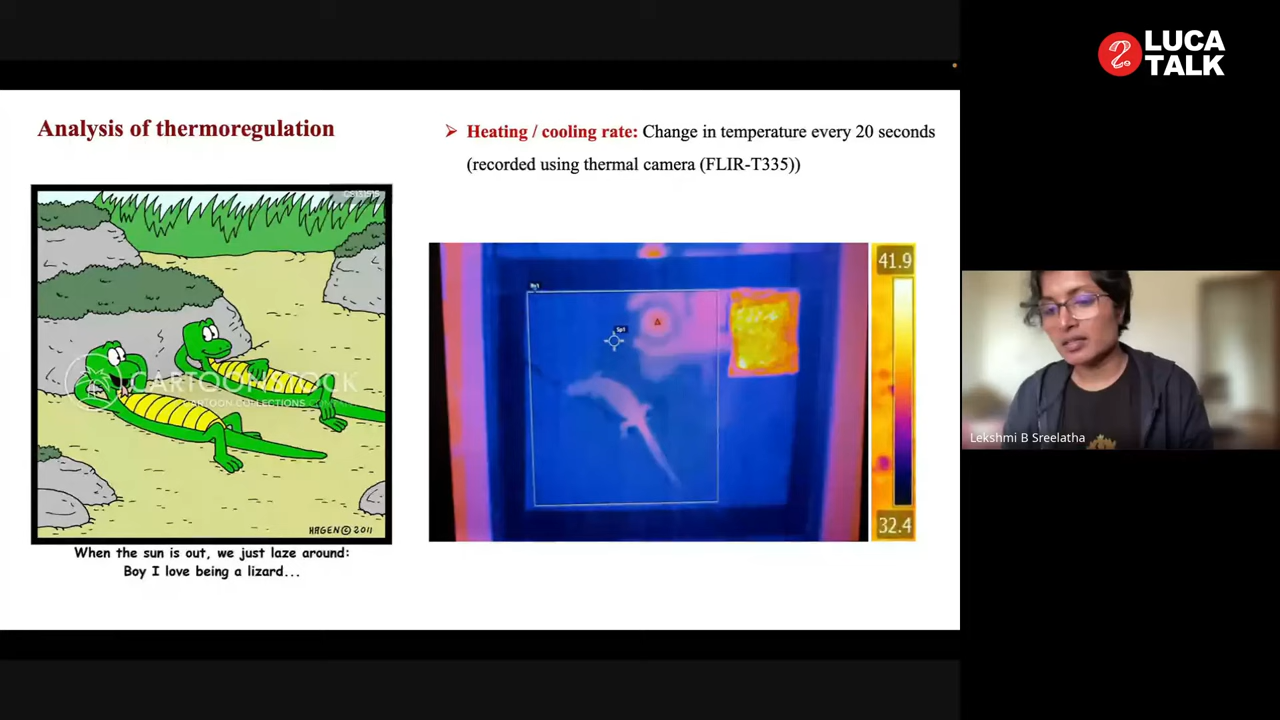 LUCA
TALK
Analysis of thermoregulation
➢ Heating / cooling rate: Change in temperature every 20 seconds
(recorded using thermal camera (FLIR-T335))
CARTOONSTOCK
HAGEN © 2011
When the sun is out, we just laze around:
Boy I love being a lizard...
Sp1
41.9
32.4
Lekshmi B Sreelatha